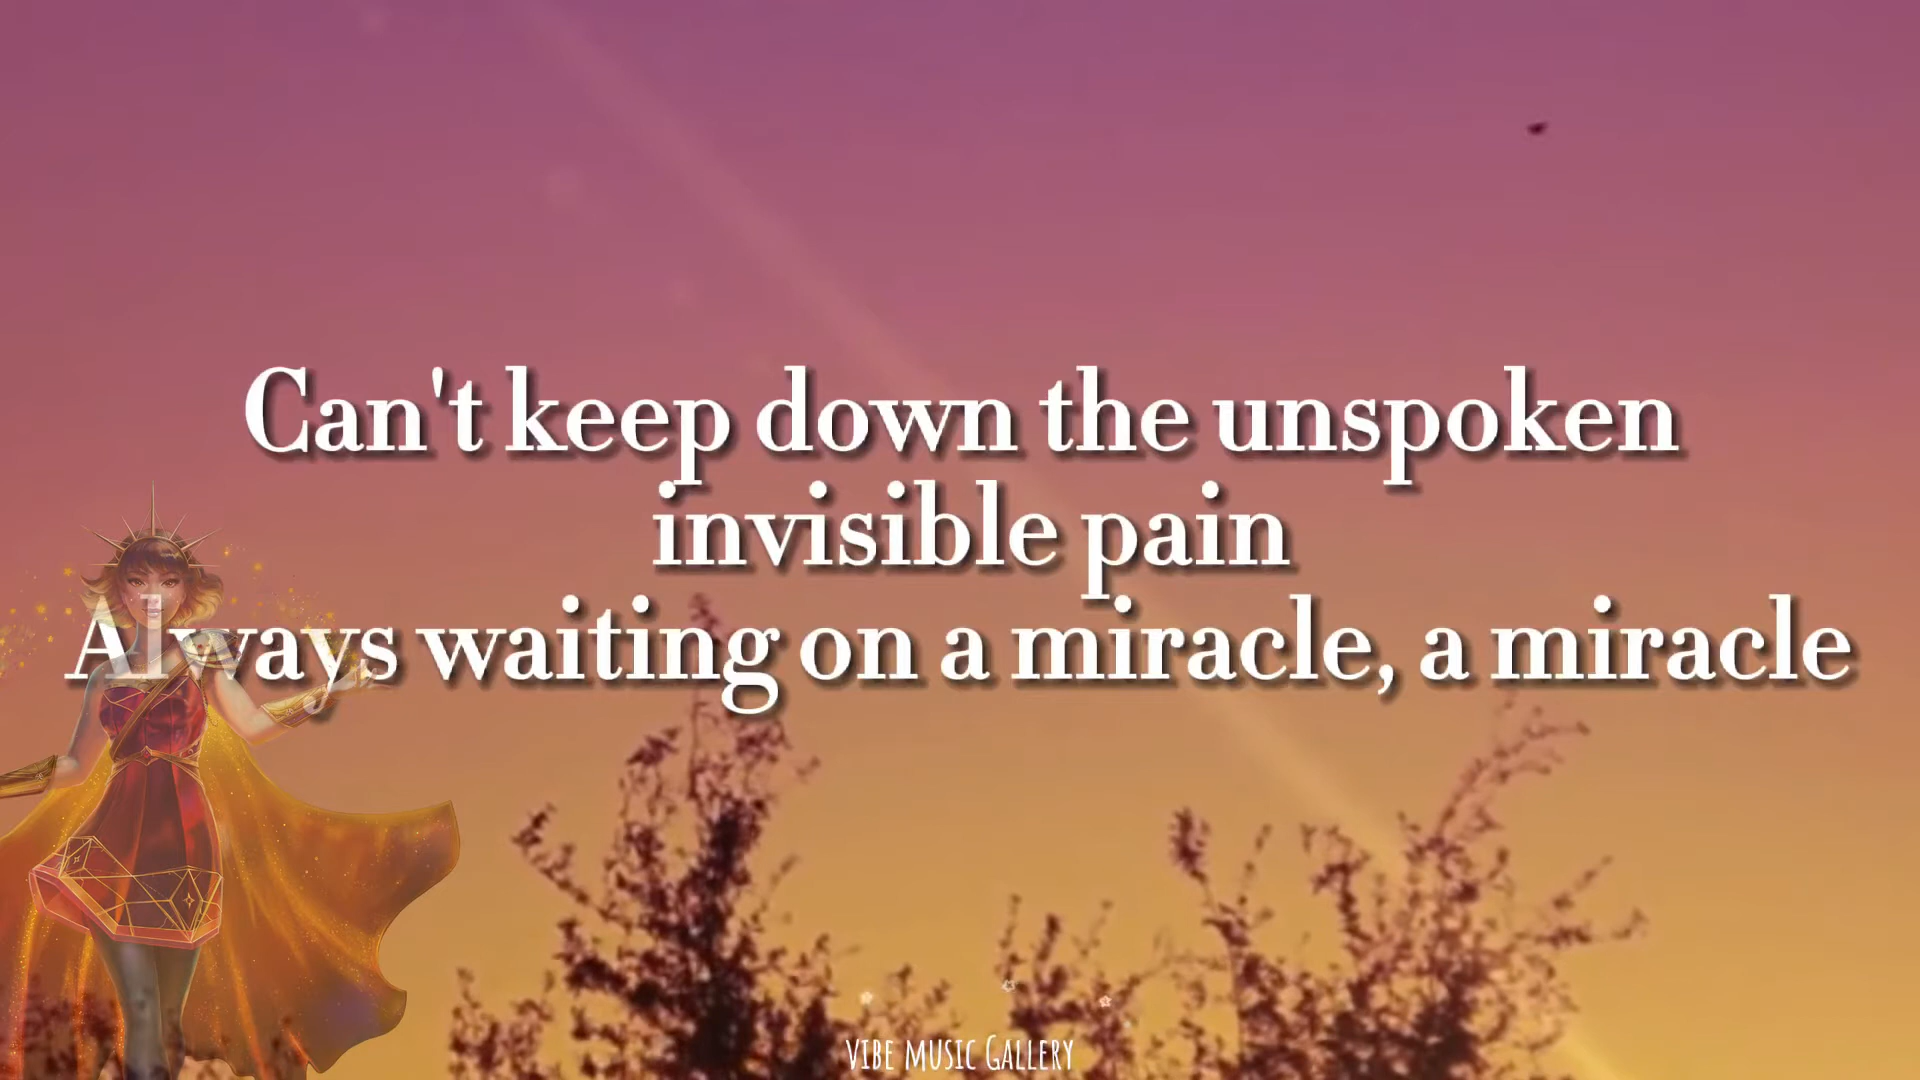 Can't keep down the unspoken
invisible pain
Always waiting on a miracle, a miracle
VIBE MUSIC GALLERY